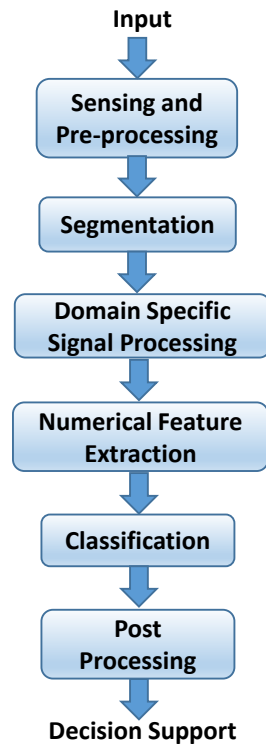 Input
Sensing and
Pre-processing
Segmentation
Domain Specific
Signal Processing
Numerical Feature
Extraction
Classification
Post
Processing
Decision Support